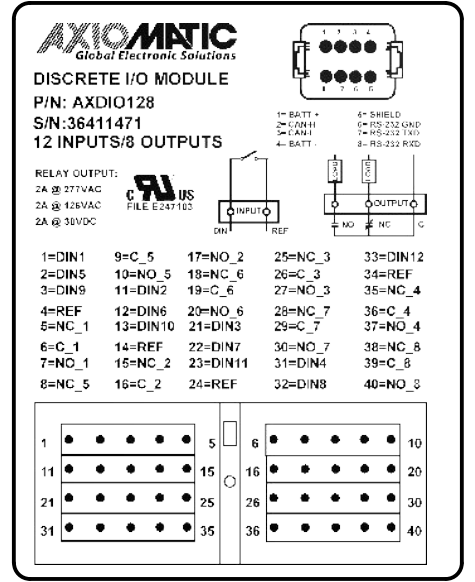 AXIOMATIC
Global Electronic Solutions
DISCRETE I/O MODULE
P/N: AXDIO128
S/N:36411471
12 INPUTS/8 OUTPUTS
1 2 3 4
8 7 6 5
1= BATT +
2= CAN-H
3= CAN-L
4= BATT -
5= SHIELD
6= RS-232 GND
7= RS-232 TXD
8= RS-232 RXD
RELAY OUTPUT:
2A @ 277VAC
2A @ 126VAC
2A @ 30VDC
C US
FILE E247103
INPUT
DIN REF
OUTPUT
NO NC C
1=DIN1 9=C_5 17=NO_2 25=NC_3 33=DIN12
2=DIN5 10=NO_5 18=NC_6 26=C_3 34=REF
3=DIN9 11=DIN2 19=C_6 27=NO_3 35=NC_4
4=REF 12=DIN6 20=NO_6 28=NC_7 36=C_4
5=NC_1 13=DIN10 21=DIN3 29=C_7 37=NO_4
6=C_1 14=REF 22=DIN7 30=NO_7 38=NC_8
7=NO_1 15=NC_2 23=DIN11 31=DIN4 39=C_8
8=NC_5 16=C_2 24=REF 32=DIN8 40=NO_8
1 5 6 10
11 15 16 20
21 25 26 30
31 35 36 40